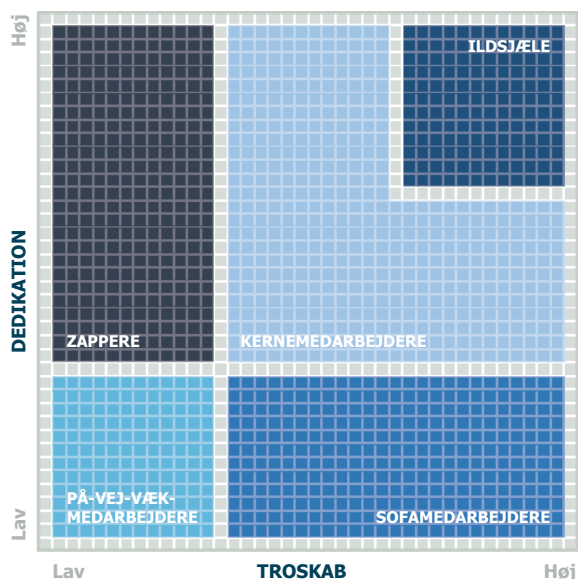 Høj
ILDSJÆLE
DEDIKATION
ZAPPERE
KERNEMEDARBEJDERE
PÅ-VEJ-VÆK-
MEDARBEJDERE
SOFAMEDARBEJDERE
Lav
Lav
TROSKAB
Høj